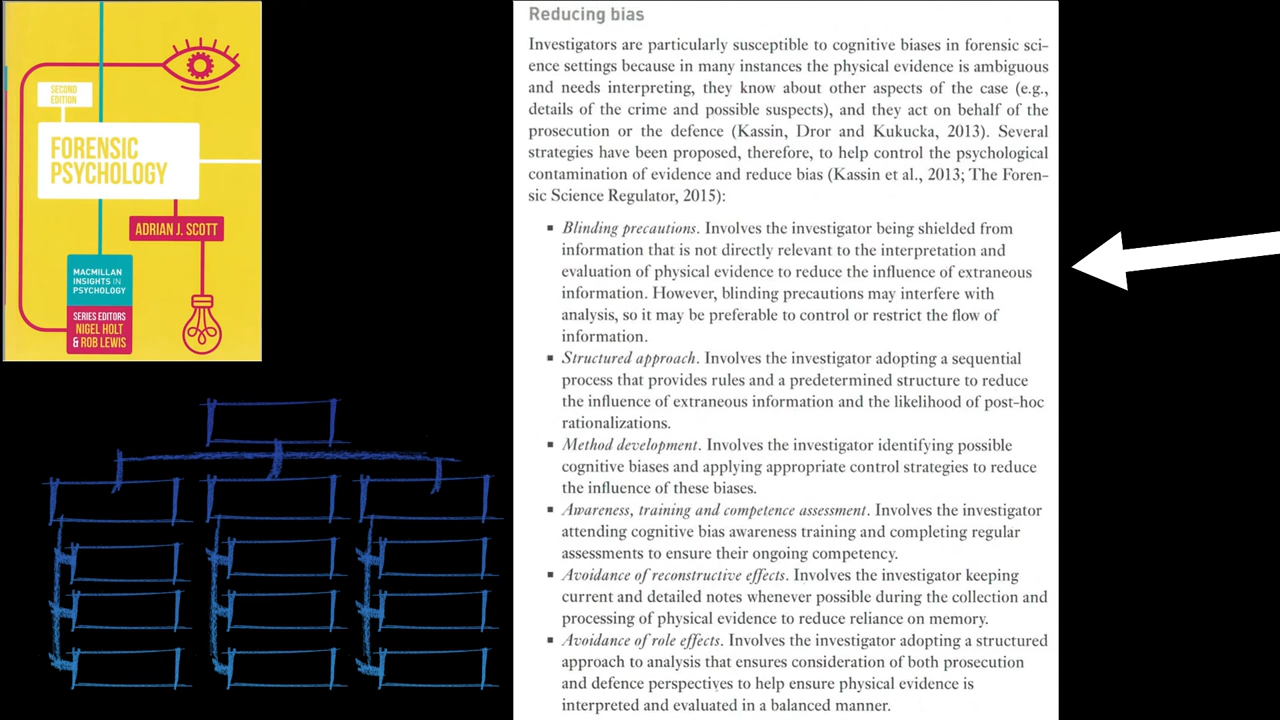 SECOND
EDITION
FORENSIC
PSYCHOLOGY
ADRIAN J. SCOTT
MACMILLAN
INSIGHTS IN
PSYCHOLOGY
SERIES EDITORS
NIGEL HOLT
& ROB LEWIS
Reducing bias
Investigators are particularly susceptible to cognitive biases in forensic sci-
ence settings because in many instances the physical evidence is ambiguous
and needs interpreting, they know about other aspects of the case (e.g.,
details of the crime and possible suspects), and they act on behalf of the
prosecution or the defence (Kassin, Dror and Kukucka, 2013). Several
strategies have been proposed, therefore, to help control the psychological
contamination of evidence and reduce bias (Kassin et al., 2013; The Foren-
sic Science Regulator, 2015):
▪ Blinding precautions. Involves the investigator being shielded from
information that is not directly relevant to the interpretation and
evaluation of physical evidence to reduce the influence of extraneous
information. However, blinding precautions may interfere with
analysis, so it may be preferable to control or restrict the flow of
information.
▪ Structured approach. Involves the investigator adopting a sequential
process that provides rules and a predetermined structure to reduce
the influence of extraneous information and the likelihood of post-hoc
rationalizations.
▪ Method development. Involves the investigator identifying possible
cognitive biases and applying appropriate control strategies to reduce
the influence of these biases.
▪ Awareness, training and competence assessment. Involves the investigator
attending cognitive bias awareness training and completing regular
assessments to ensure their ongoing competency.
▪ Avoidance of reconstructive effects. Involves the investigator keeping
current and detailed notes whenever possible during the collection and
processing of physical evidence to reduce reliance on memory.
▪ Avoidance of role effects. Involves the investigator adopting a structured
approach to analysis that ensures consideration of both prosecution
and defence perspectives to help ensure physical evidence is
interpreted and evaluated in a balanced manner.